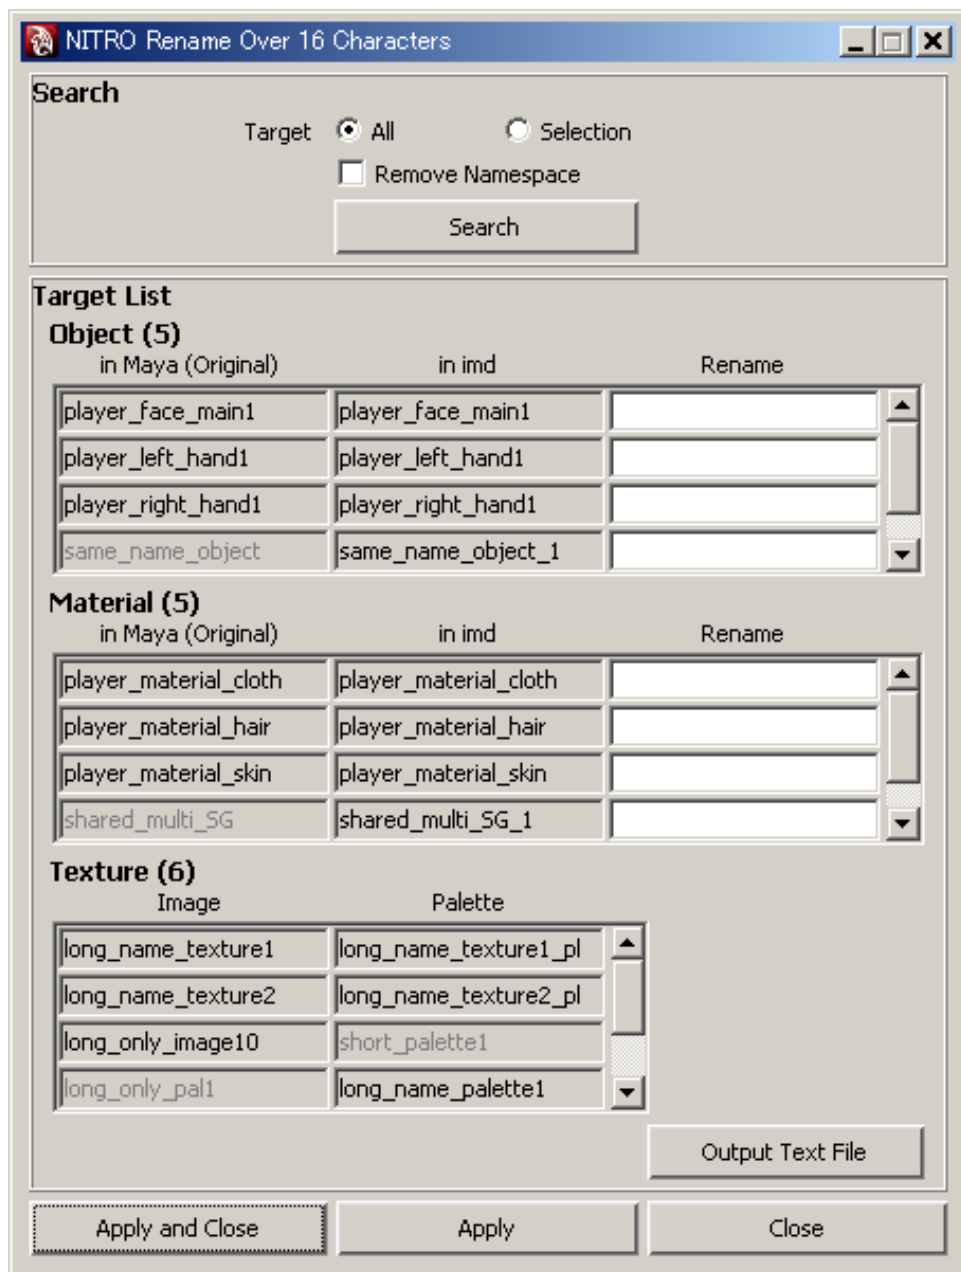 NITRO Rename Over 16 Characters
Search
Target All Selection
Remove Namespace
Search
Target List
Object (5)
in Maya (Original) in imd Rename
player_face_main1 player_face_main1
player_left_hand1 player_left_hand1
player_right_hand1 player_right_hand1
same_name_object same_name_object_1
Material (5)
in Maya (Original) in imd Rename
player_material_cloth player_material_cloth
player_material_hair player_material_hair
player_material_skin player_material_skin
shared_multi_SG shared_multi_SG_1
Texture (6)
Image Palette
long_name_texture1 long_name_texture1_pl
long_name_texture2 long_name_texture2_pl
long_only_image10 short_palette1
long_only_pal1 long_name_palette1
Output Text File
Apply and Close Apply Close